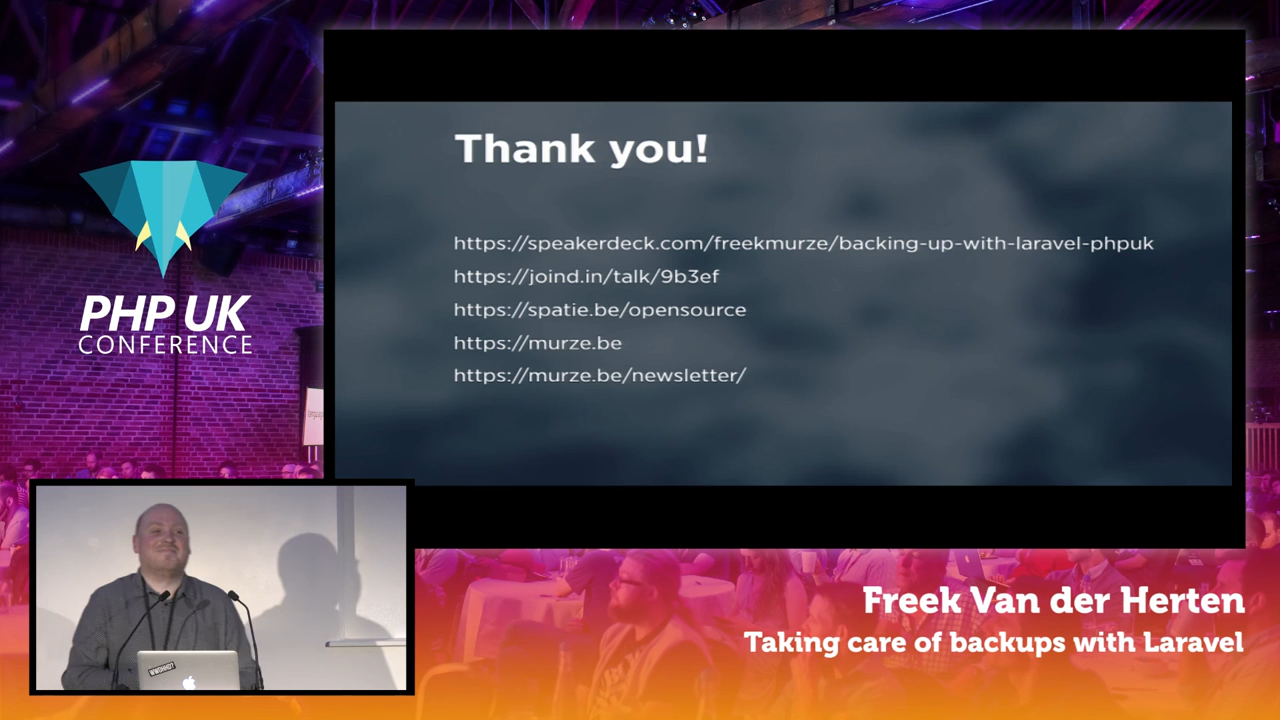 Thank you!
https://speakerdeck.com/freekmurze/backing-up-with-laravel-phpuk
https://joind.in/talk/9b3ef
https://spatie.be/opensource
https://murze.be
https://murze.be/newsletter/
PHP UK
CONFERENCE
Freek Van der Herten
Taking care of backups with Laravel